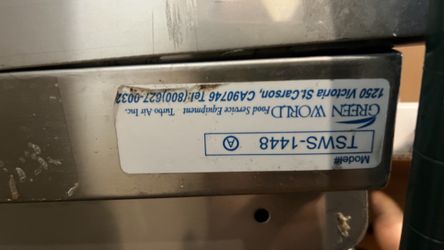 Model#
TSWS-1448 A
GREEN WORLD
Food Service Equipment Turbo Air Inc.
1250 Victoria St.Carson, CA90746 Tel:(800)627-0032